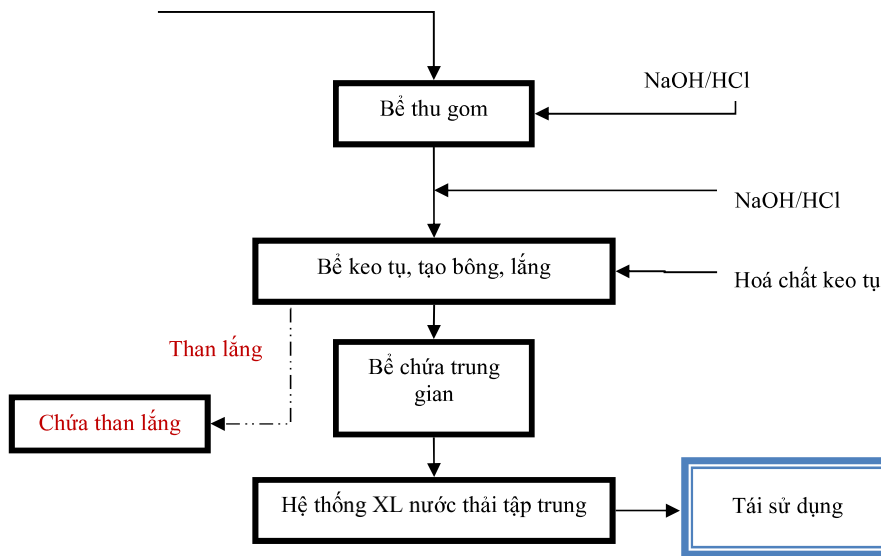 NaOH/HCl
Bể thu gom
NaOH/HCl
Bể keo tụ, tạo bông, lắng
Hoá chất keo tụ
Than lắng
Bể chứa trung
gian
Chứa than lắng
Hệ thống XL nước thải tập trung
Tái sử dụng